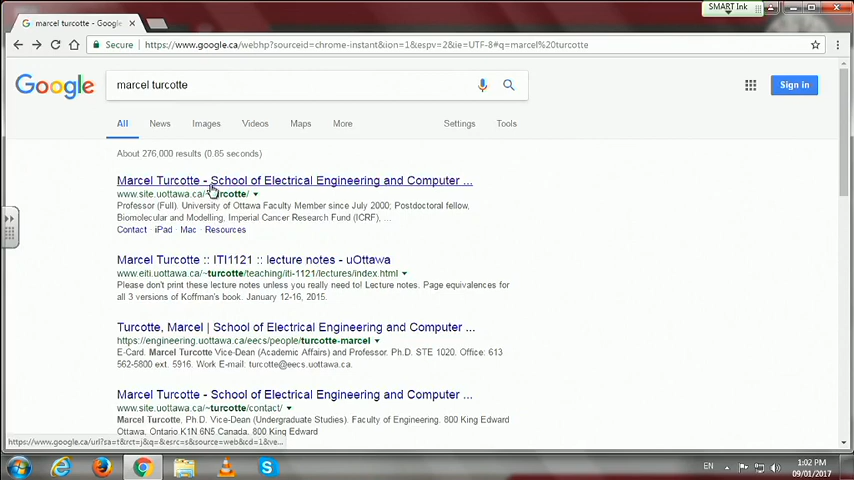 SMART Ink
marcel turcotte - Google
Secure
https://www.google.ca/webhp?sourceid=chrome-instant&ion=1&espv=2&ie=UTF-8#q=marcel%20turcotte
Google
marcel turcotte
Sign in
All News Images Videos Maps More Settings Tools
About 276,000 results (0.85 seconds)
Marcel Turcotte - School of Electrical Engineering and Computer ...
www.site.uottawa.ca/~turcotte/
Professor (Full). University of Ottawa Faculty Member since July 2000; Postdoctoral fellow,
Biomolecular and Modelling, Imperial Cancer Research Fund (ICRF), ...
Contact · iPad · Mac · Resources
Marcel Turcotte :: ITI1121 :: lecture notes - uOttawa
www.eiti.uottawa.ca/~turcotte/teaching/iti-1121/lectures/index.html
Please don't print these lecture notes unless you really need to! Lecture notes. Page equivalences for
all 3 versions of Koffman's book. January 12-16, 2015.
Turcotte, Marcel | School of Electrical Engineering and Computer ...
https://engineering.uottawa.ca/eecs/people/turcotte-marcel
E-Card. Marcel Turcotte Vice-Dean (Academic Affairs) and Professor. Ph.D. STE 1020. Office: 613
562-5800 ext. 5916. Work E-mail: turcotte@eecs.uottawa.ca.
Marcel Turcotte - School of Electrical Engineering and Computer ...
www.site.uottawa.ca/~turcotte/contact/
Marcel Turcotte, Ph.D. Vice-Dean (Undergraduate Studies). Faculty of Engineering. 800 King Edward
Ontario K1N 6N5 Canada. 800 King
https://www.google.ca/url?sa=t&rct=j&q=&esrc=s&source=web&cd=1&ve...
EN
1:02 PM
09/01/2017